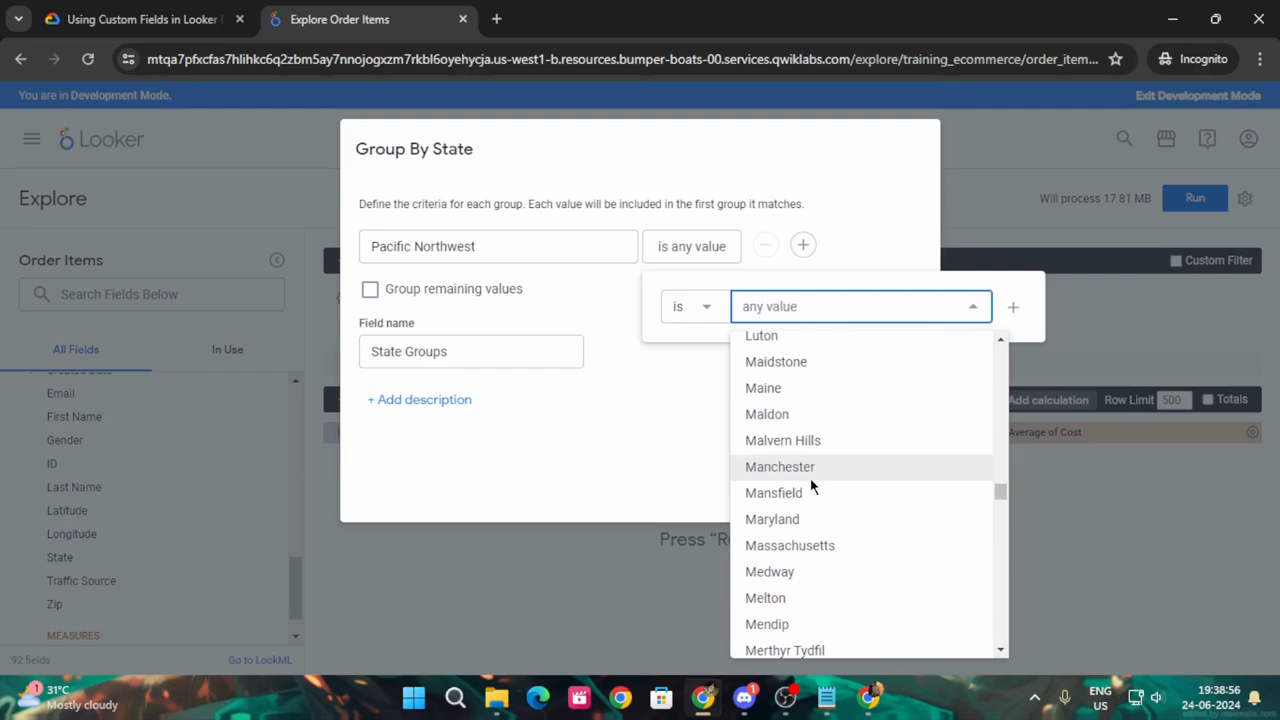 Using Custom Fields in Looker
Explore Order Items
mtqa7pfxcfas7hlihkc6q2zbm5ay7nnojogxzm7rkbl6oyehycja.us-west1-b.resources.bumper-boats-00.services.qwiklabs.com/explore/training_ecommerce/order_item...
Incognito
You are in Development Mode.
Exit Development Mode
Looker
Explore
Will process 17.81 MB
Run
Order Items
Search Fields Below
All Fields
In Use
Created Date
Email
First Name
Gender
ID
Last Name
Latitude
Longitude
State
Traffic Source
Zip
MEASURES
92 fields
Go to LookML
Custom Filter
Add calculation
Row Limit
500
Totals
Average of Cost
Group By State
Define the criteria for each group. Each value will be included in the first group it matches.
Pacific Northwest
is any value
Group remaining values
Field name
State Groups
+ Add description
is
any value
Luton
Maidstone
Maine
Maldon
Malvern Hills
Manchester
Mansfield
Maryland
Massachusetts
Medway
Melton
Mendip
Merthyr Tydfil
1
31°C
Mostly cloudy
1
ENG
US
19:38:56
24-06-2024